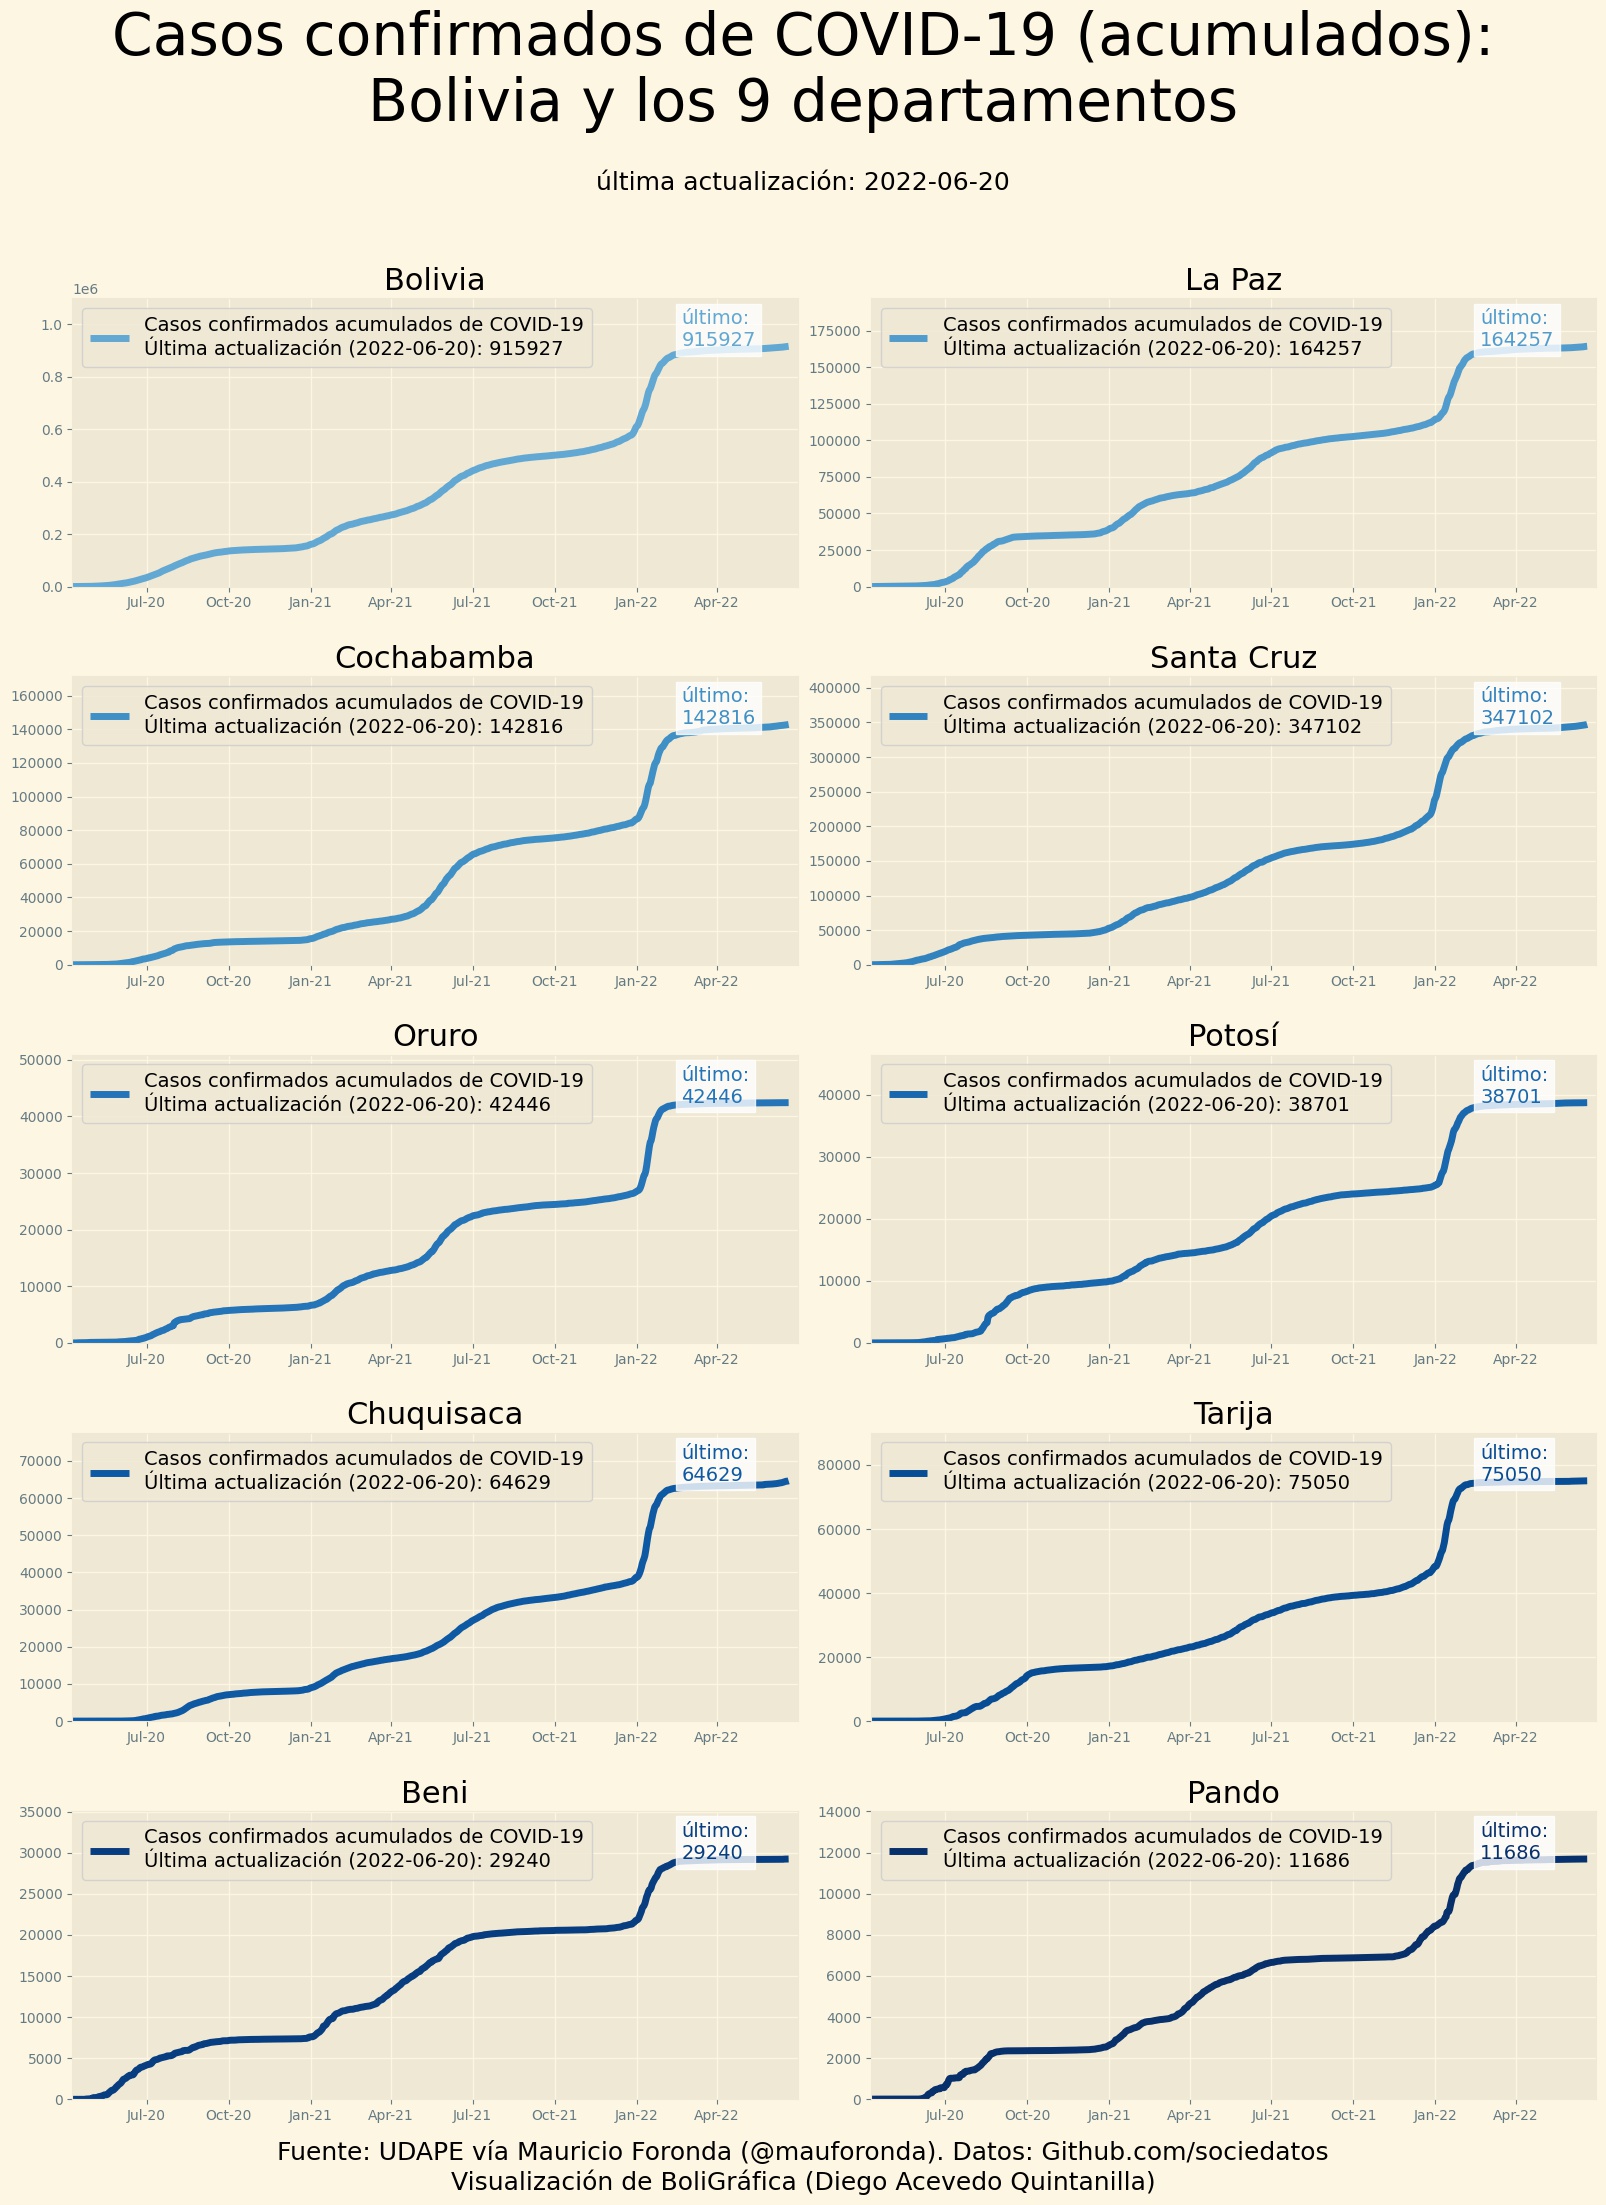 Casos confirmados de COVID-19 (acumulados):
Bolivia y los 9 departamentos
última actualización: 2022-06-20
Bolivia
1e6
Casos confirmados acumulados de COVID-19
Última actualización (2022-06-20): 915927
último:
915927
1.0
0.8
0.6
0.4
0.2
0.0
Jul-20 Oct-20 Jan-21 Apr-21 Jul-21 Oct-21 Jan-22 Apr-22
La Paz
Casos confirmados acumulados de COVID-19
Última actualización (2022-06-20): 164257
último:
164257
175000
150000
125000
100000
75000
50000
25000
0
Jul-20 Oct-20 Jan-21 Apr-21 Jul-21 Oct-21 Jan-22 Apr-22
Cochabamba
Casos confirmados acumulados de COVID-19
Última actualización (2022-06-20): 142816
último:
142816
160000
140000
120000
100000
80000
60000
40000
20000
0
Jul-20 Oct-20 Jan-21 Apr-21 Jul-21 Oct-21 Jan-22 Apr-22
Santa Cruz
Casos confirmados acumulados de COVID-19
Última actualización (2022-06-20): 347102
último:
347102
400000
350000
300000
250000
200000
150000
100000
50000
0
Jul-20 Oct-20 Jan-21 Apr-21 Jul-21 Oct-21 Jan-22 Apr-22
Oruro
Casos confirmados acumulados de COVID-19
Última actualización (2022-06-20): 42446
último:
42446
50000
40000
30000
20000
10000
0
Jul-20 Oct-20 Jan-21 Apr-21 Jul-21 Oct-21 Jan-22 Apr-22
Potosí
Casos confirmados acumulados de COVID-19
Última actualización (2022-06-20): 38701
último:
38701
40000
30000
20000
10000
0
Jul-20 Oct-20 Jan-21 Apr-21 Jul-21 Oct-21 Jan-22 Apr-22
Chuquisaca
Casos confirmados acumulados de COVID-19
Última actualización (2022-06-20): 64629
último:
64629
70000
60000
50000
40000
30000
20000
10000
0
Jul-20 Oct-20 Jan-21 Apr-21 Jul-21 Oct-21 Jan-22 Apr-22
Tarija
Casos confirmados acumulados de COVID-19
Última actualización (2022-06-20): 75050
último:
75050
80000
60000
40000
20000
0
Jul-20 Oct-20 Jan-21 Apr-21 Jul-21 Oct-21 Jan-22 Apr-22
Beni
Casos confirmados acumulados de COVID-19
Última actualización (2022-06-20): 29240
último:
29240
35000
30000
25000
20000
15000
10000
5000
0
Jul-20 Oct-20 Jan-21 Apr-21 Jul-21 Oct-21 Jan-22 Apr-22
Pando
Casos confirmados acumulados de COVID-19
Última actualización (2022-06-20): 11686
último:
11686
14000
12000
10000
8000
6000
4000
2000
0
Jul-20 Oct-20 Jan-21 Apr-21 Jul-21 Oct-21 Jan-22 Apr-22
Fuente: UDAPE vía Mauricio Foronda (@mauforonda). Datos: Github.com/sociedatos
Visualización de BoliGráfica (Diego Acevedo Quintanilla)